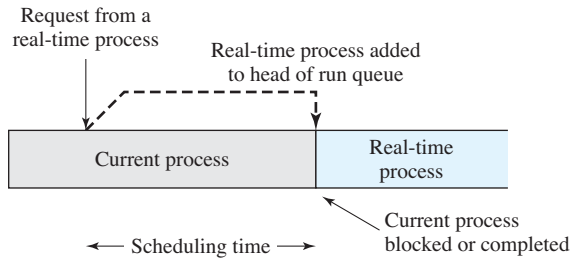 Request from a
real-time process
Real-time process added
to head of run queue
Current process
Real-time
process
Current process
blocked or completed
Scheduling time